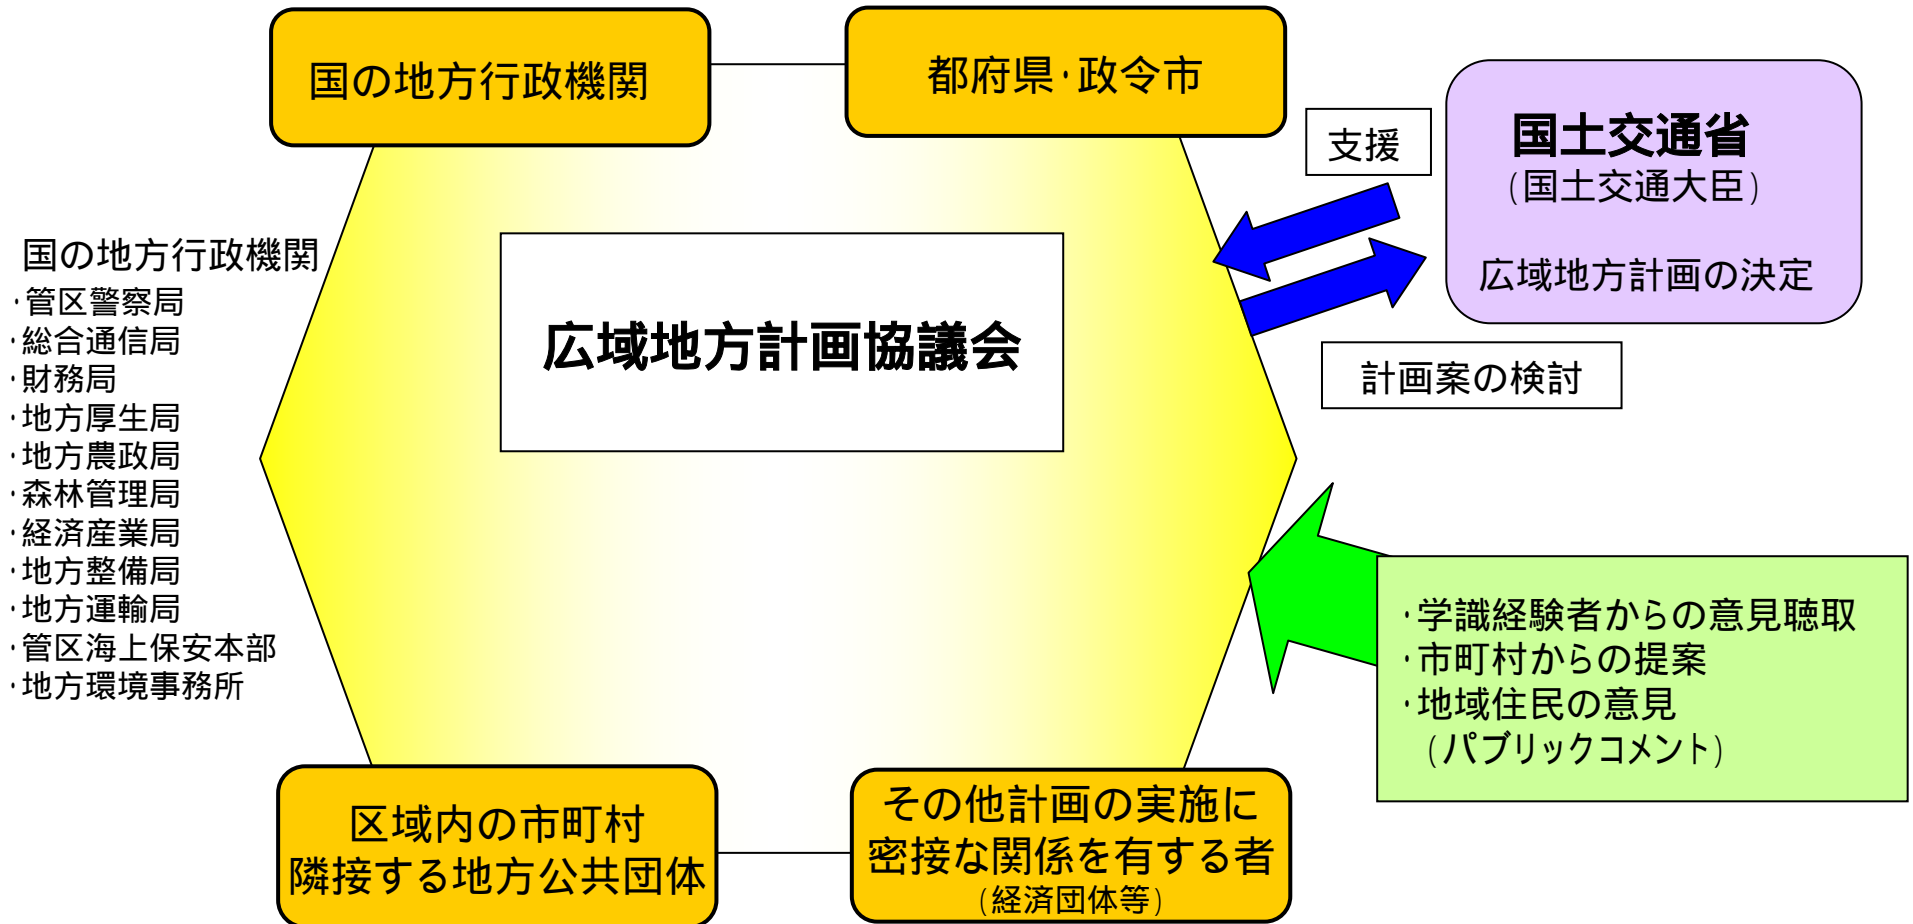 国の地方行政機関
都府県・政令市
支援
国土交通省
(国土交通大臣)
広域地方計画の決定
計画案の検討
広域地方計画協議会
国の地方行政機関
・管区警察局
・総合通信局
・財務局
・地方厚生局
・地方農政局
・森林管理局
・経済産業局
・地方整備局
・地方運輸局
・管区海上保安本部
・地方環境事務所
・学識経験者からの意見聴取
・市町村からの提案
・地域住民の意見
(パブリックコメント)
区域内の市町村
隣接する地方公共団体
その他計画の実施に
密接な関係を有する者
(経済団体等)